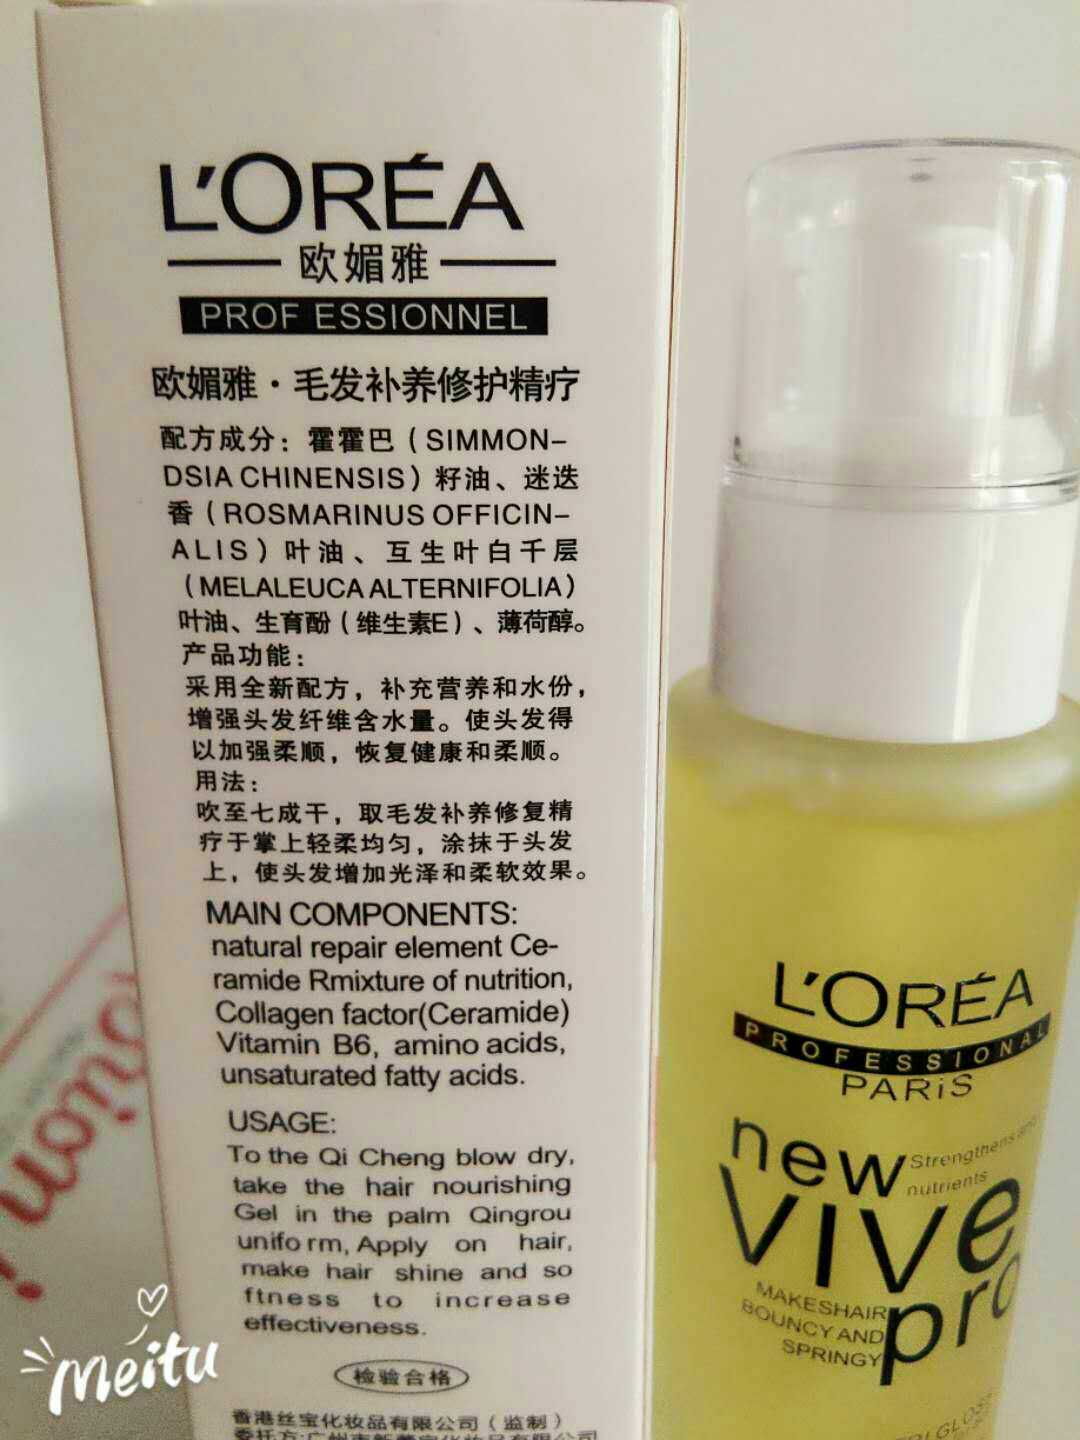 L'ORÉA
欧媚雅
PROF ESSIONNEL
欧媚雅·毛发补养修护精疗
配方成分：霍霍巴（SIMMON-
DSIA CHINENSIS）籽油、迷迭
香（ROSMARINUS OFFICIN-
ALIS）叶油、互生叶白千层
（MELALEUCA ALTERNIFOLIA）
叶油、生育酚（维生素E）、薄荷醇。
产品功能：
采用全新配方，补充营养和水份，
增强头发纤维含水量。使头发得
以加强柔顺，恢复健康和柔顺。
用法：
吹至七成干，取毛发补养修复精
疗于掌上轻柔均匀，涂抹于头发
上，使头发增加光泽和柔软效果。
MAIN COMPONENTS:
natural repair element Ce-
ramide Rmixture of nutrition,
Collagen factor(Ceramide)
Vitamin B6, amino acids,
unsaturated fatty acids.
USAGE:
To the Qi Cheng blow dry,
take the hair nourishing
Gel in the palm Qingrou
unifo rm, Apply on hair,
make hair shine and so
ftness to increase
effectiveness.
检验合格
香港丝宝化妆品有限公司（监制）
L'ORÉA
PROFESSIONAL
PARiS
new
Strengthens and
nutrients
VIVe
pro
MAKESHAIR
BOUNCY AND
SPRINGY
Meitu